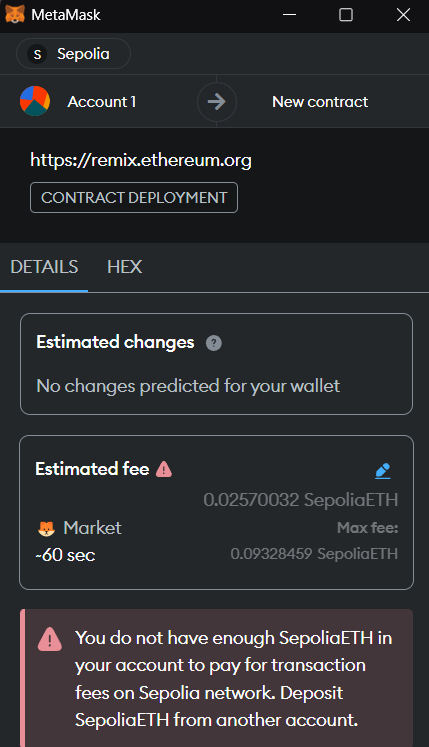 MetaMask
S Sepolia
Account 1 New contract
https://remix.ethereum.org
CONTRACT DEPLOYMENT
DETAILS HEX
Estimated changes ?
No changes predicted for your wallet
Estimated fee
0.02570032 SepoliaETH
Market Max fee:
~60 sec 0.09328459 SepoliaETH
You do not have enough SepoliaETH in
your account to pay for transaction
fees on Sepolia network. Deposit
SepoliaETH from another account.